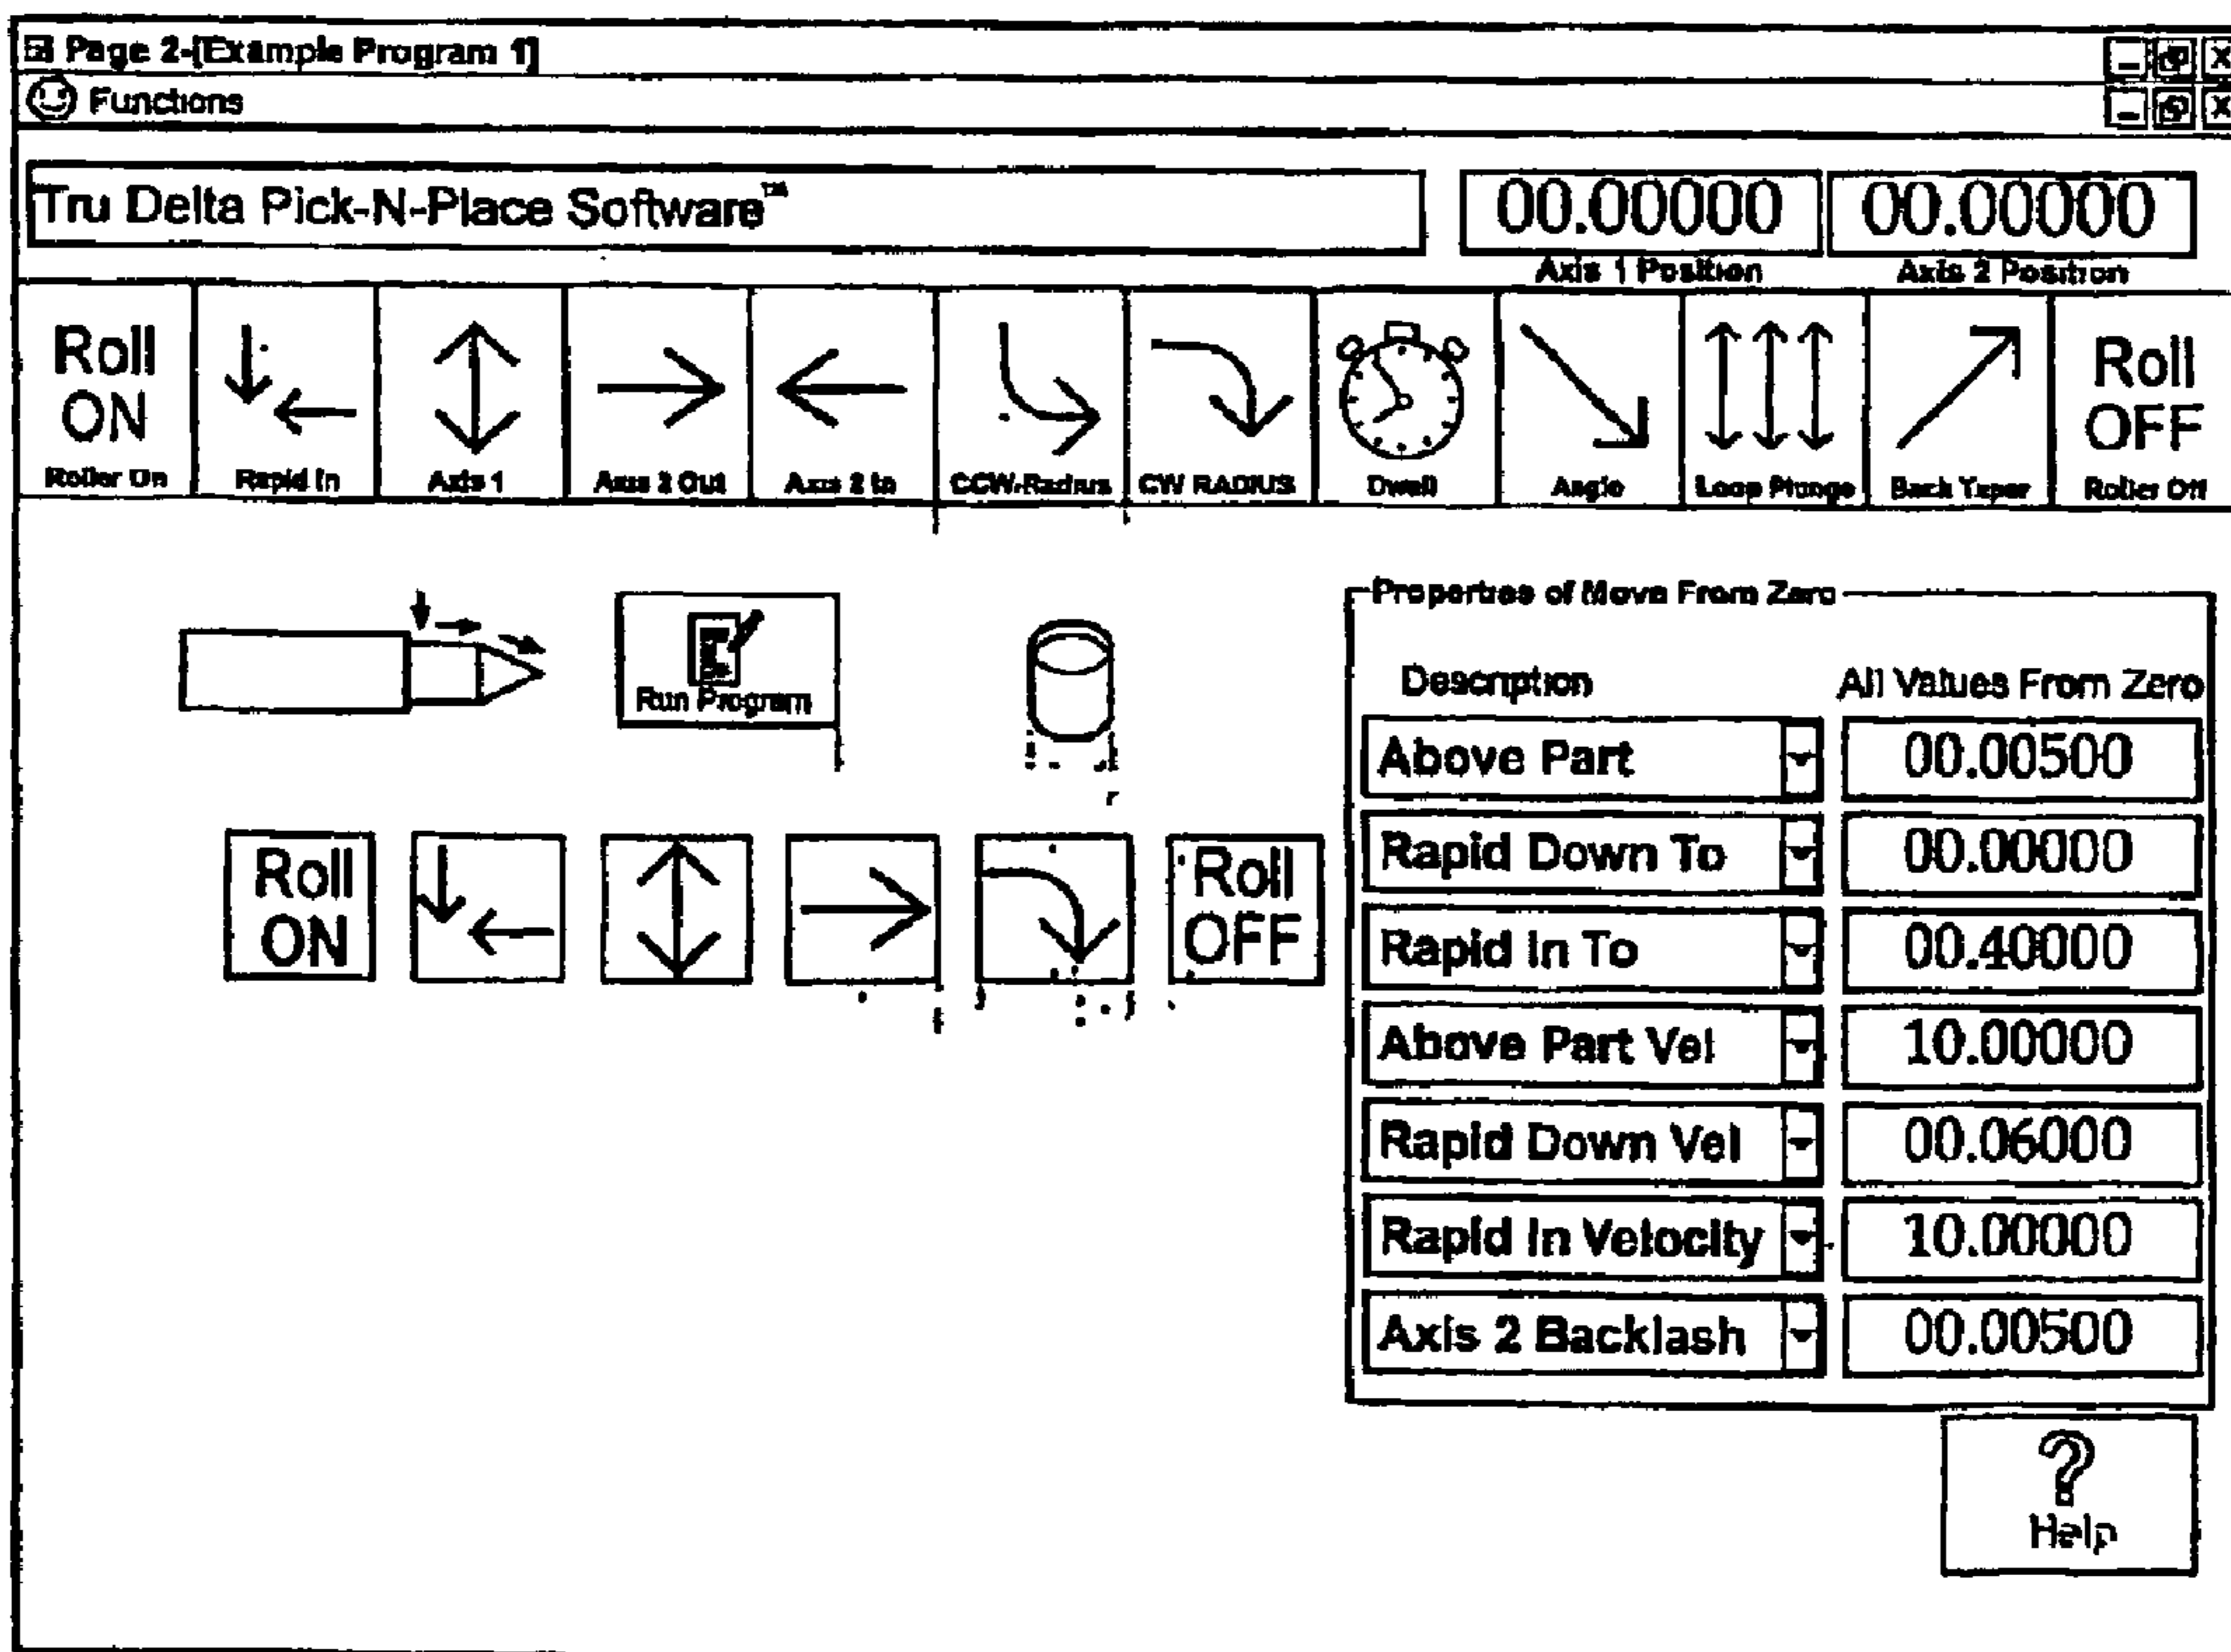 Page 2-[Example Program 1]
Functions
Tru Delta Pick-N-Place Software™
00.00000
00.00000
Axis 1 Position
Axis 2 Position
Roll
ON
Roll
OFF
Roller On
Rapid In
Axis 1
Axis 2 Out
Axis 2 In
CCW-Radius
CW RADIUS
Dwell
Angle
Loop Plunge
Back Taper
Roller Off
Run Program
Roll
ON
Roll
OFF
Properties of Move From Zero
Description
All Values From Zero
Above Part
00.00500
Rapid Down To
00.00000
Rapid In To
00.40000
Above Part Vel
10.00000
Rapid Down Vel
00.06000
Rapid In Velocity
10.00000
Axis 2 Backlash
00.00500
?
Help